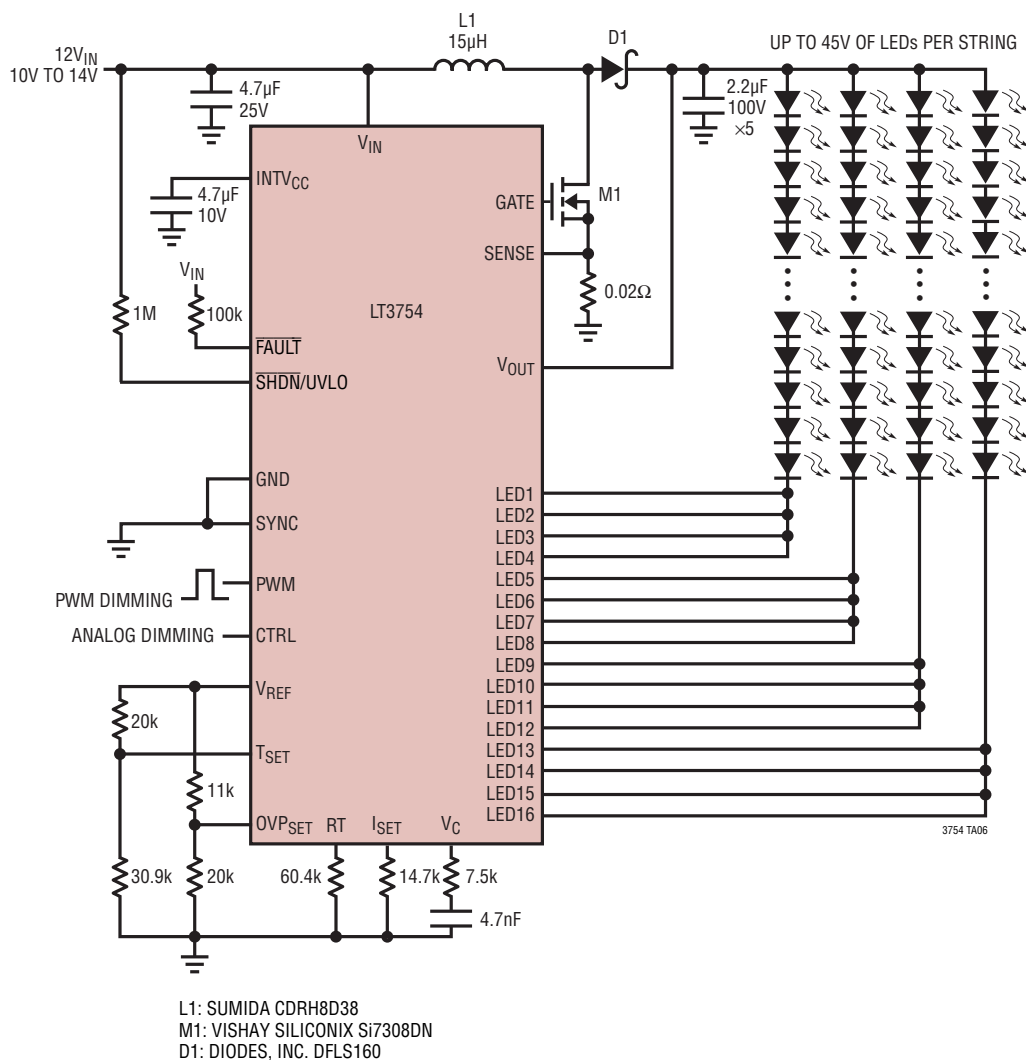 L1
15µH
D1
UP TO 45V OF LEDs PER STRING
12VIN
10V TO 14V
4.7µF
25V
2.2µF
100V
×5
VIN
INTVCC
4.7µF
10V
GATE
M1
SENSE
VIN
0.02Ω
1M
100k
LT3754
FAULT
VOUT
SHDN/UVLO
GND
SYNC
LED1
LED2
LED3
LED4
LED5
LED6
LED7
LED8
LED9
LED10
LED11
LED12
LED13
LED14
LED15
LED16
PWM
PWM DIMMING
ANALOG DIMMING
CTRL
VREF
20k
TSET
11k
OVPSET
RT
ISET
VC
3754 TA06
30.9k
20k
60.4k
14.7k
7.5k
4.7nF
L1: SUMIDA CDRH8D38
M1: VISHAY SILICONIX Si7308DN
D1: DIODES, INC. DFLS160